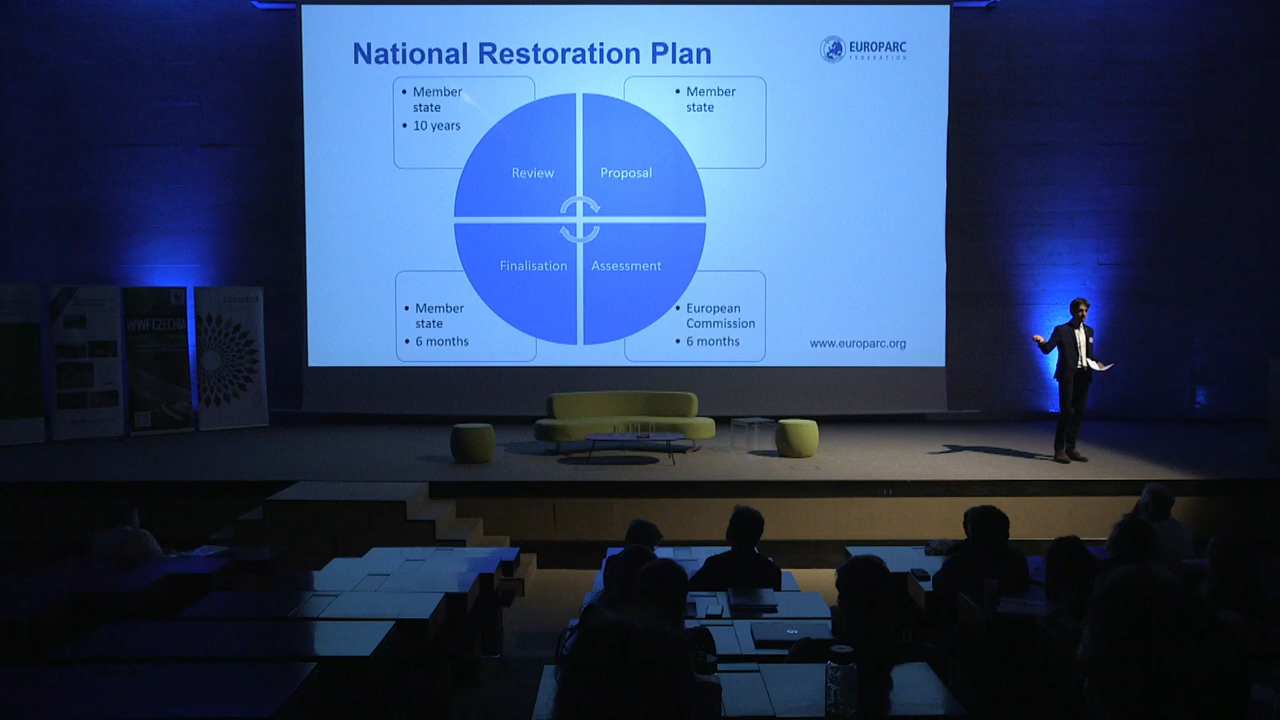 National Restoration Plan
EUROPARC
FEDERATION
• Member
state
• 10 years
• Member
state
Review
Proposal
Finalisation
Assessment
• Member
state
• 6 months
• European
Commission
• 6 months
www.europarc.org
WWF CZECHIA